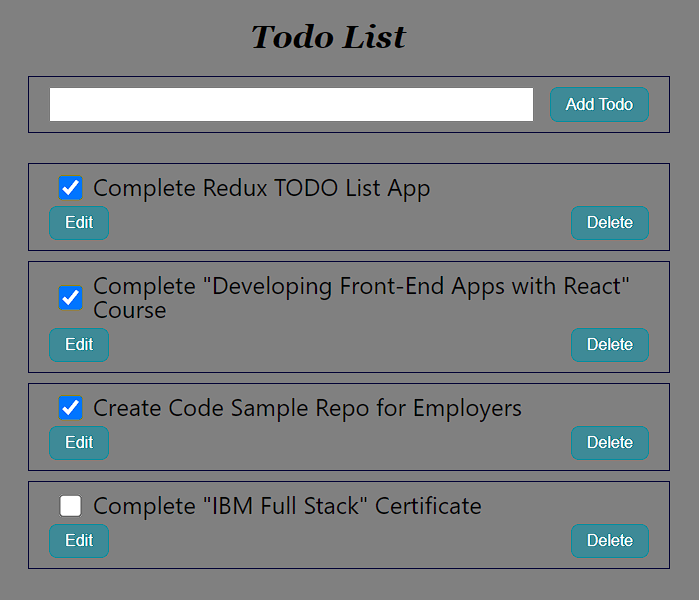 Todo List
Add Todo
Complete Redux TODO List App
Edit
Delete
Complete "Developing Front-End Apps with React"
Course
Edit
Delete
Create Code Sample Repo for Employers
Edit
Delete
Complete "IBM Full Stack" Certificate
Edit
Delete